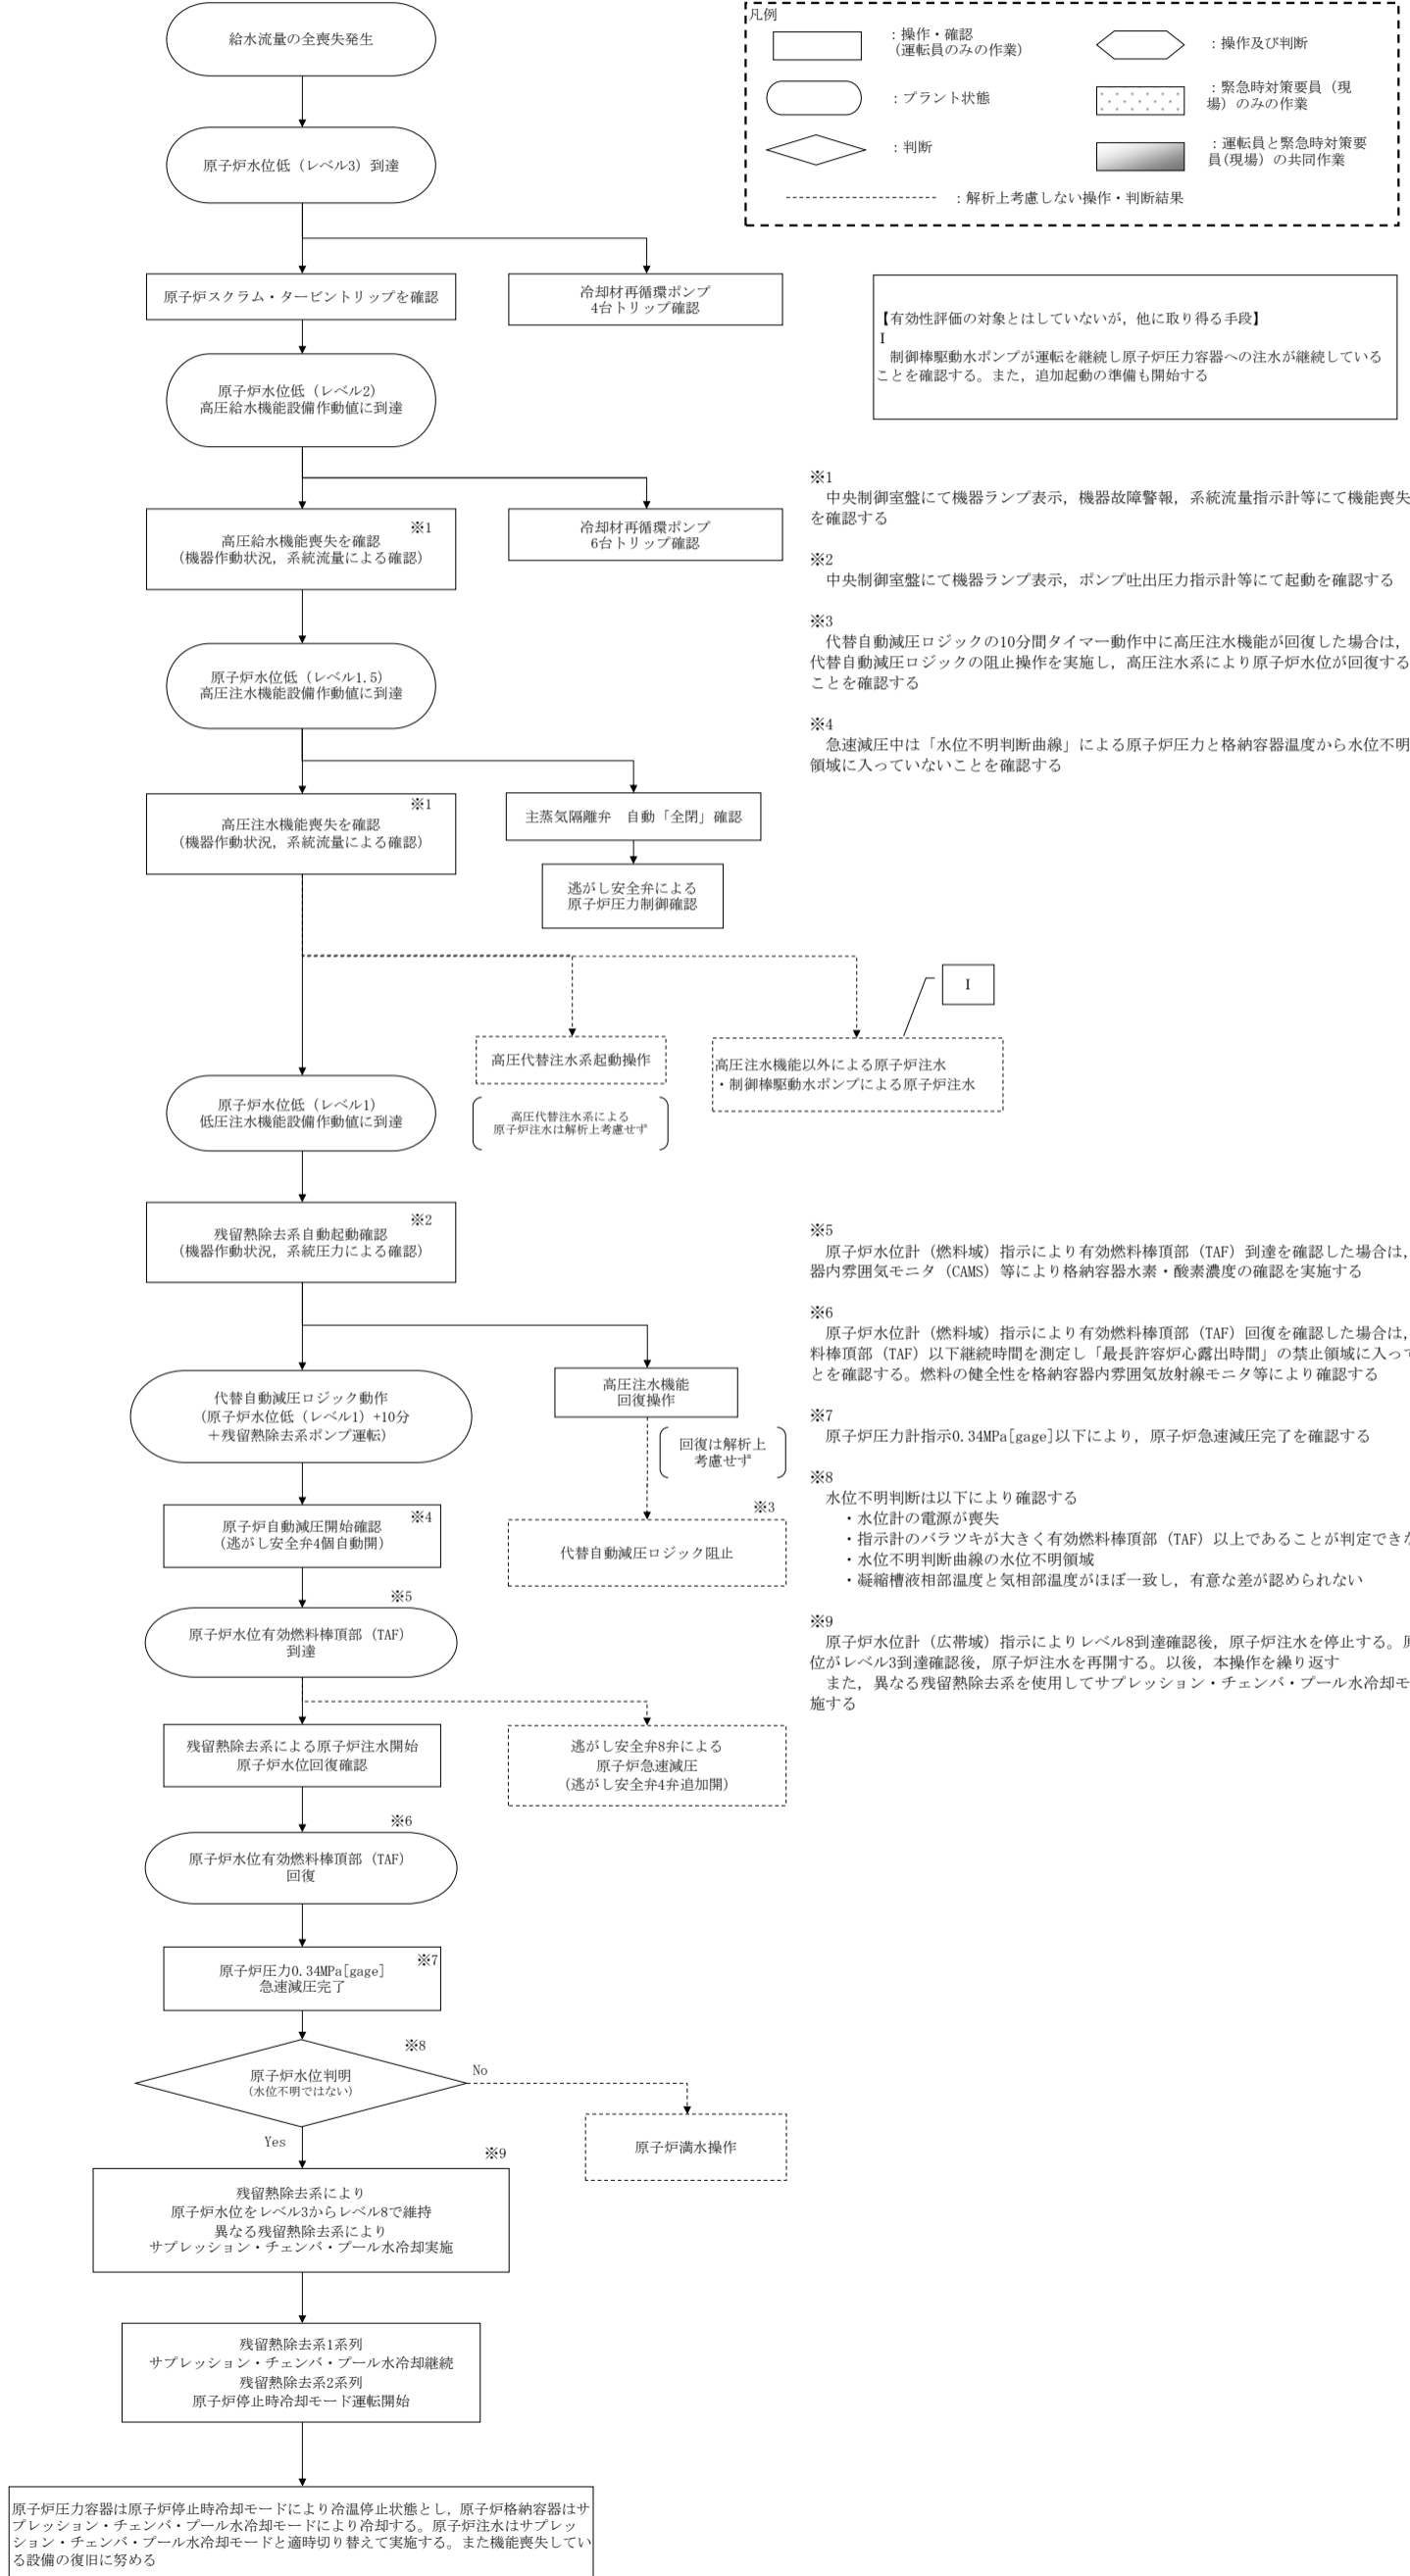 凡例
：操作・確認
（運転員のみの作業）
：操作及び判断
：プラント状態
：緊急時対策要員（現
場）のみの作業
：判断
：運転員と緊急時対策要
員(現場）の共同作業
：解析上考慮しない操作・判断結果
給水流量の全喪失発生
原子炉水位低（レベル3）到達
原子炉スクラム・タービントリップを確認
冷却材再循環ポンプ
4台トリップ確認
【有効性評価の対象とはしていないが，他に取り得る手段】
Ⅰ
制御棒駆動水ポンプが運転を継続し原子炉圧力容器への注水が継続している
ことを確認する。また，追加起動の準備も開始する
原子炉水位低（レベル2）
高圧給水機能設備作動値に到達
※1
高圧給水機能喪失を確認
（機器作動状況，系統流量による確認）
冷却材再循環ポンプ
6台トリップ確認
※1
中央制御室盤にて機器ランプ表示，機器故障警報，系統流量指示計等にて機能喪失
を確認する
※2
中央制御室盤にて機器ランプ表示，ポンプ吐出圧力指示計等にて起動を確認する
※3
代替自動減圧ロジックの10分間タイマー動作中に高圧注水機能が回復した場合は，
代替自動減圧ロジックの阻止操作を実施し，高圧注水系により原子炉水位が回復する
ことを確認する
※4
急速減圧中は「水位不明判断曲線」による原子炉圧力と格納容器温度から水位不明
領域に入っていないことを確認する
原子炉水位低（レベル1.5）
高圧注水機能設備作動値に到達
※1
高圧注水機能喪失を確認
（機器作動状況，系統流量による確認）
主蒸気隔離弁　自動「全閉」確認
逃がし安全弁による
原子炉圧力制御確認
Ⅰ
高圧代替注水系起動操作
高圧代替注水系による
原子炉注水は解析上考慮せず
高圧注水機能以外による原子炉注水
・制御棒駆動水ポンプによる原子炉注水
原子炉水位低（レベル1）
低圧注水機能設備作動値に到達
※2
残留熱除去系自動起動確認
（機器作動状況，系統圧力による確認）
代替自動減圧ロジック動作
（原子炉水位低（レベル1）+10分
＋残留熱除去系ポンプ運転）
高圧注水機能
回復操作
回復は解析上
考慮せず
※3
代替自動減圧ロジック阻止
※4
原子炉自動減圧開始確認
（逃がし安全弁4個自動開）
※5
原子炉水位有効燃料棒頂部（TAF）
到達
残留熱除去系による原子炉注水開始
原子炉水位回復確認
逃がし安全弁8弁による
原子炉急速減圧
（逃がし安全弁4弁追加開）
※6
原子炉水位有効燃料棒頂部（TAF）
回復
※7
原子炉圧力0.34MPa[gage]
急速減圧完了
※8
原子炉水位判明
（水位不明ではない）
No
Yes
原子炉満水操作
※9
残留熱除去系により
原子炉水位をレベル3からレベル8で維持
異なる残留熱除去系により
サプレッション・チェンバ・プール水冷却実施
残留熱除去系1系列
サプレッション・チェンバ・プール水冷却継続
残留熱除去系2系列
原子炉停止時冷却モード運転開始
原子炉圧力容器は原子炉停止時冷却モードにより冷温停止状態とし，原子炉格納容器はサ
プレッション・チェンバ・プール水冷却モードにより冷却する。原子炉注水はサプレッ
ション・チェンバ・プール水冷却モードと適時切り替えて実施する。また機能喪失してい
る設備の復旧に努める
※5
原子炉水位計（燃料域）指示により有効燃料棒頂部（TAF）到達を確認した場合は，
器内雰囲気モニタ（CAMS）等により格納容器水素・酸素濃度の確認を実施する
※6
原子炉水位計（燃料域）指示により有効燃料棒頂部（TAF）回復を確認した場合は，
料棒頂部（TAF）以下継続時間を測定し「最長許容炉心露出時間」の禁止領域に入って
とを確認する。燃料の健全性を格納容器内雰囲気放射線モニタ等により確認する
※7
原子炉圧力計指示0.34MPa[gage]以下により，原子炉急速減圧完了を確認する
※8
水位不明判断は以下により確認する
・水位計の電源が喪失
・指示計のバラツキが大きく有効燃料棒頂部（TAF）以上であることが判定できな
・水位不明判断曲線の水位不明領域
・凝縮槽液相部温度と気相部温度がほぼ一致し，有意な差が認められない
※9
原子炉水位計（広帯域）指示によりレベル8到達確認後，原子炉注水を停止する。原
位がレベル3到達確認後，原子炉注水を再開する。以後，本操作を繰り返す
また，異なる残留熱除去系を使用してサプレッション・チェンバ・プール水冷却モ
施する